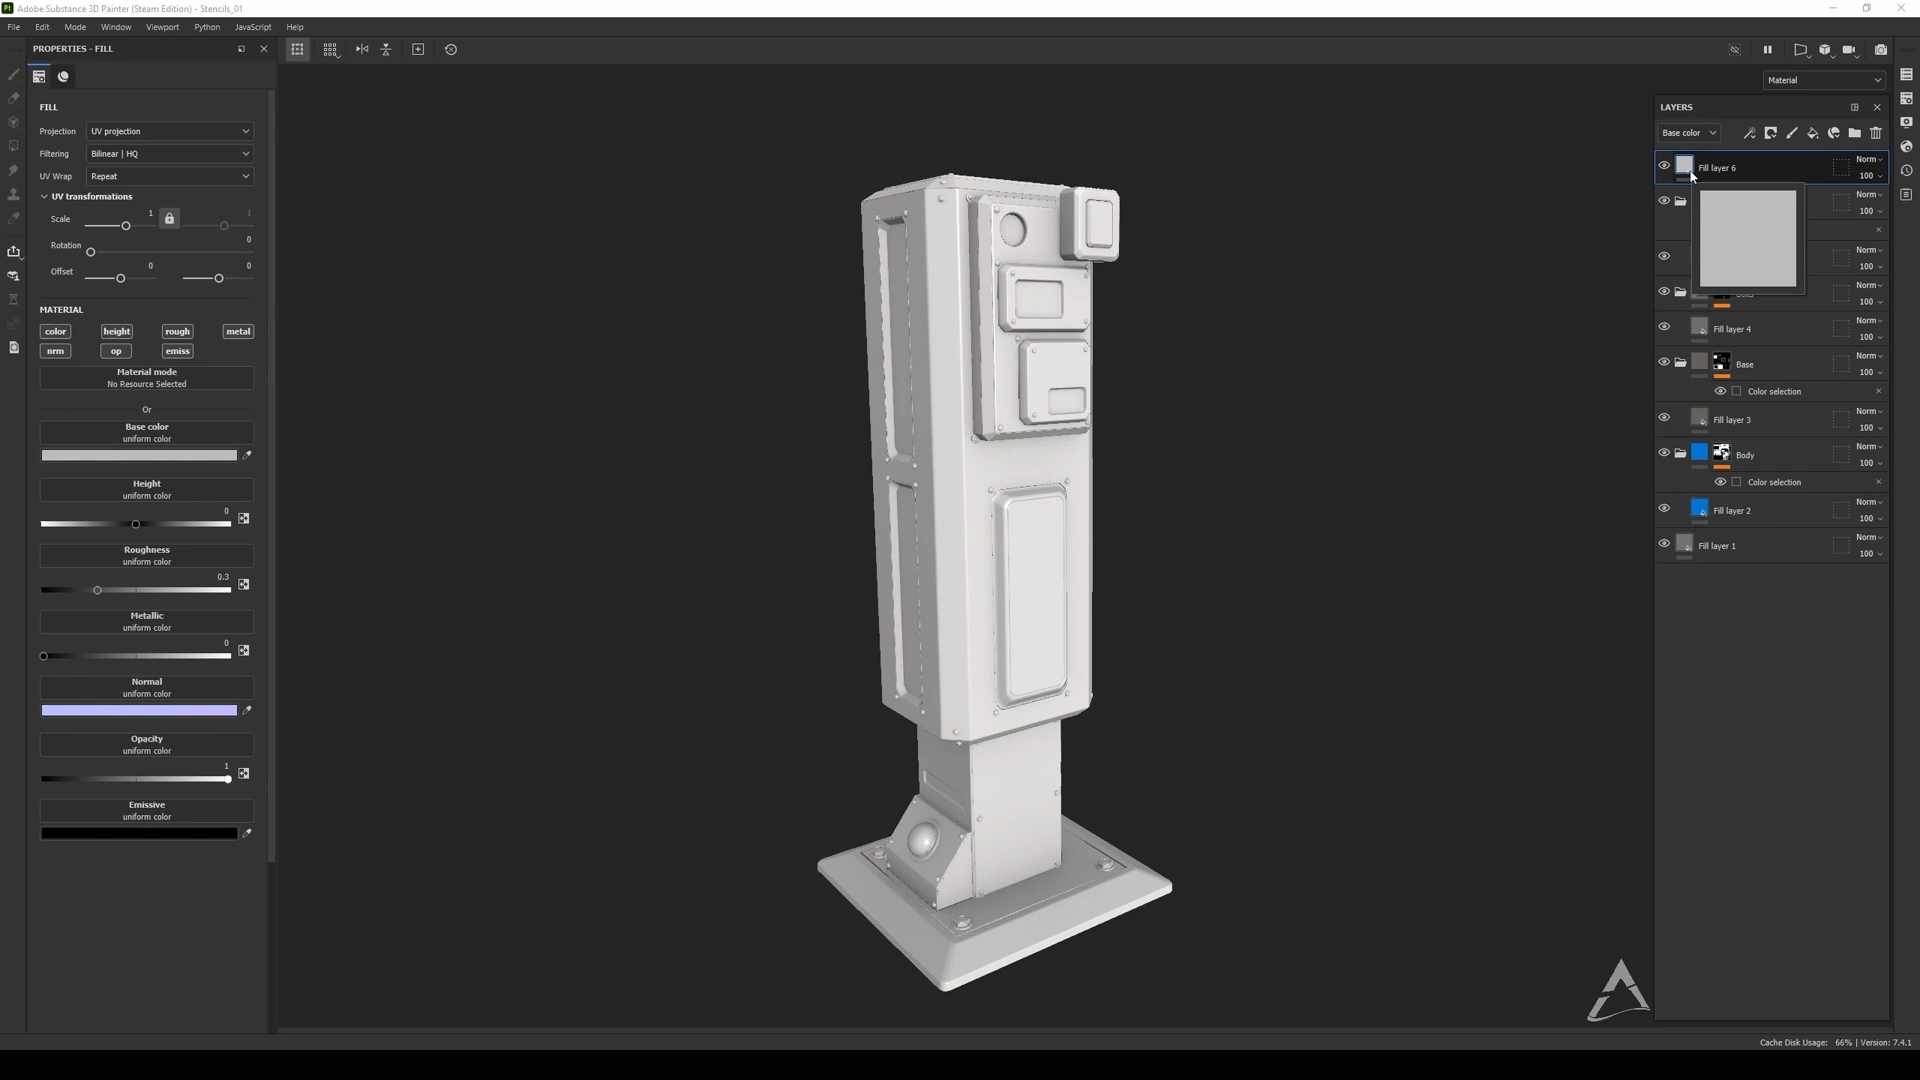 Pt Adobe Substance 3D Painter (Steam Edition) - Stencils_01
File Edit Mode Window Viewport Python JavaScript Help
PROPERTIES - FILL
FILL
Projection UV projection
Filtering Bilinear | HQ
UV Wrap Repeat
UV transformations
Scale 1 1
Rotation 0
Offset 0 0
MATERIAL
color height rough metal
nrm op emiss
Material mode
No Resource Selected
Or
Base color
uniform color
Height
uniform color
0
Roughness
uniform color
0.3
Metallic
uniform color
0
Normal
uniform color
Opacity
uniform color
1
Emissive
uniform color
Material
LAYERS
Base color
Fill layer 6 Norm
100
Norm
100
Norm
100
Norm
100
Fill layer 4 Norm
100
Base Norm
100
Color selection
Fill layer 3 Norm
100
Body Norm
100
Color selection
Fill layer 2 Norm
100
Fill layer 1 Norm
100
Cache Disk Usage: 66% | Version: 7.4.1